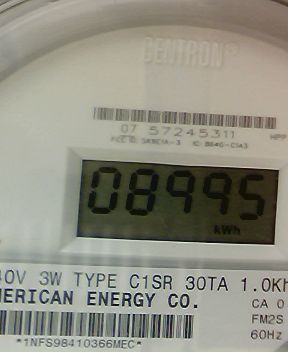 CENTRON®
07 57245311
HPP
kWh
08995
40V 3W TYPE C1SR 30TA 1.0Kh
MERICAN ENERGY CO.
CA 0
FM2S
60Hz
*1NFS98410366MEC*